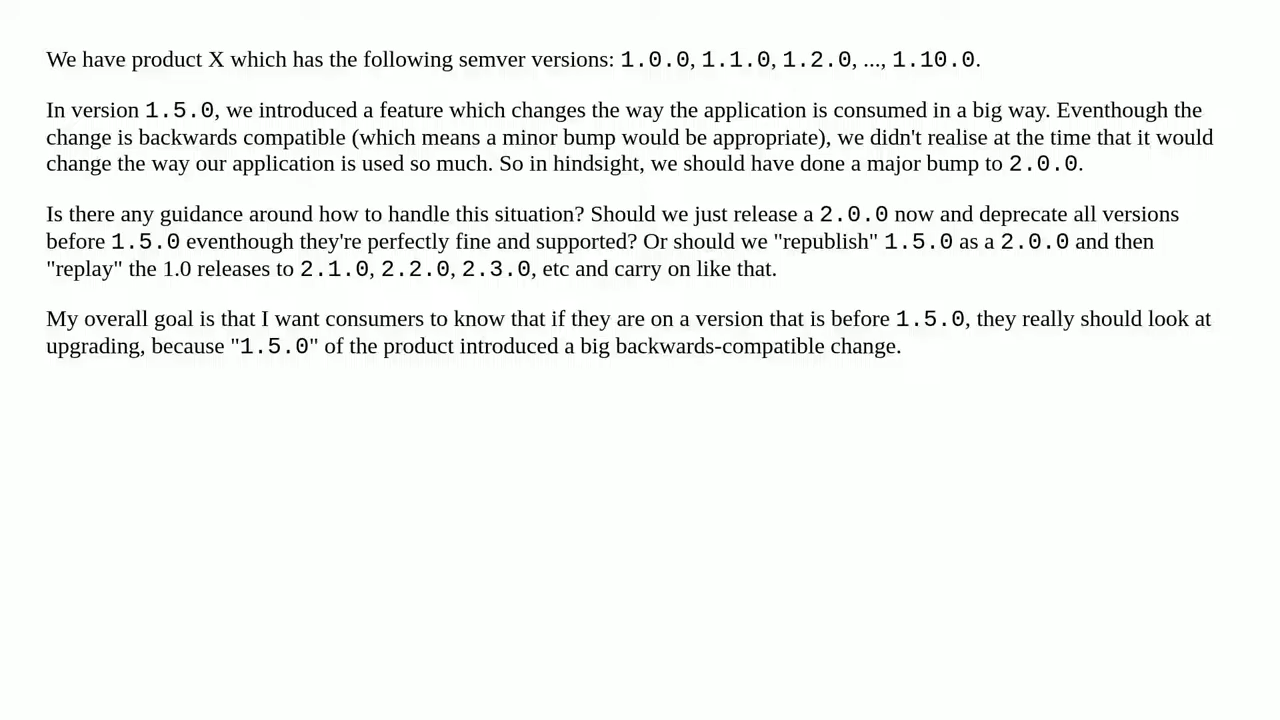 We have product X which has the following semver versions: 1.0.0, 1.1.0, 1.2.0, ..., 1.10.0.
In version 1.5.0, we introduced a feature which changes the way the application is consumed in a big way. Eventhough the
change is backwards compatible (which means a minor bump would be appropriate), we didn't realise at the time that it would
change the way our application is used so much. So in hindsight, we should have done a major bump to 2.0.0.
Is there any guidance around how to handle this situation? Should we just release a 2.0.0 now and deprecate all versions
before 1.5.0 eventhough they're perfectly fine and supported? Or should we "republish" 1.5.0 as a 2.0.0 and then
"replay" the 1.0 releases to 2.1.0, 2.2.0, 2.3.0, etc and carry on like that.
My overall goal is that I want consumers to know that if they are on a version that is before 1.5.0, they really should look at
upgrading, because "1.5.0" of the product introduced a big backwards-compatible change.